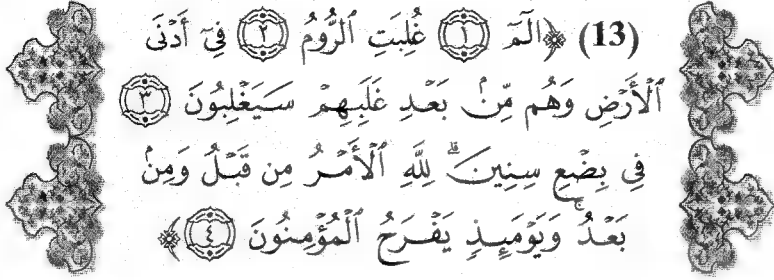 (13) ﴿الٓمٓ ۝١ غُلِبَتِ ٱلرُّومُ ۝٢ فِىٓ أَدْنَى
ٱلْأَرْضِ وَهُم مِّنۢ بَعْدِ غَلَبِهِمْ سَيَغْلِبُونَ ۝٣
فِى بِضْعِ سِنِينَ ۗ لِلَّهِ ٱلْأَمْرُ مِن قَبْلُ وَمِنۢ
بَعْدُ ۚ وَيَوْمَئِذٍ يَفْرَحُ ٱلْمُؤْمِنُونَ ۝٤﴾